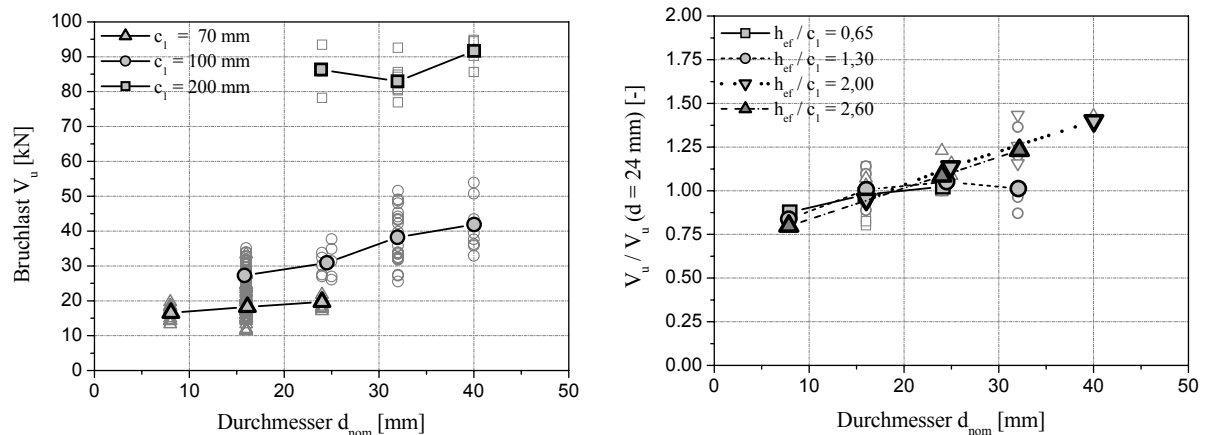 100
90
80
70
60
50
40
30
20
10
0
Bruchlast V_u [kN]
c_1 = 70 mm
c_1 = 100 mm
c_1 = 200 mm
0 10 20 30 40 50
Durchmesser d_nom [mm]
2.00
1.75
1.50
1.25
1.00
0.75
0.50
0.25
0.00
V_u / V_u (d = 24 mm) [-]
h_ef / c_1 = 0,65
h_ef / c_1 = 1,30
h_ef / c_1 = 2,00
h_ef / c_1 = 2,60
0 10 20 30 40 50
Durchmesser d_nom [mm]